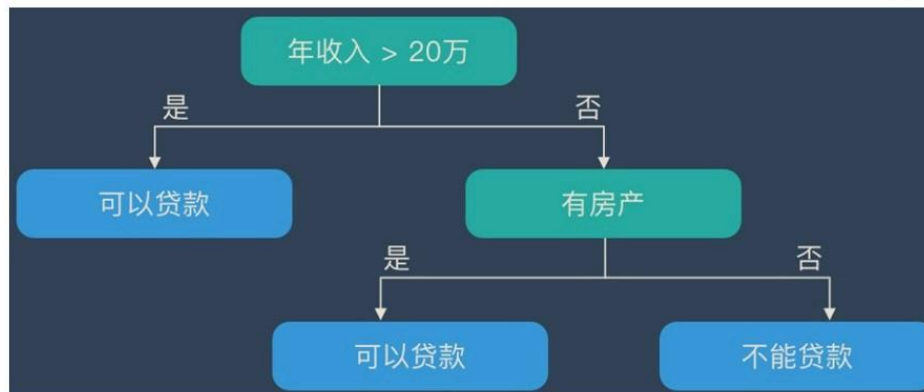 年收入 > 20万
是
否
可以贷款
有房产
是
否
可以贷款
不能贷款